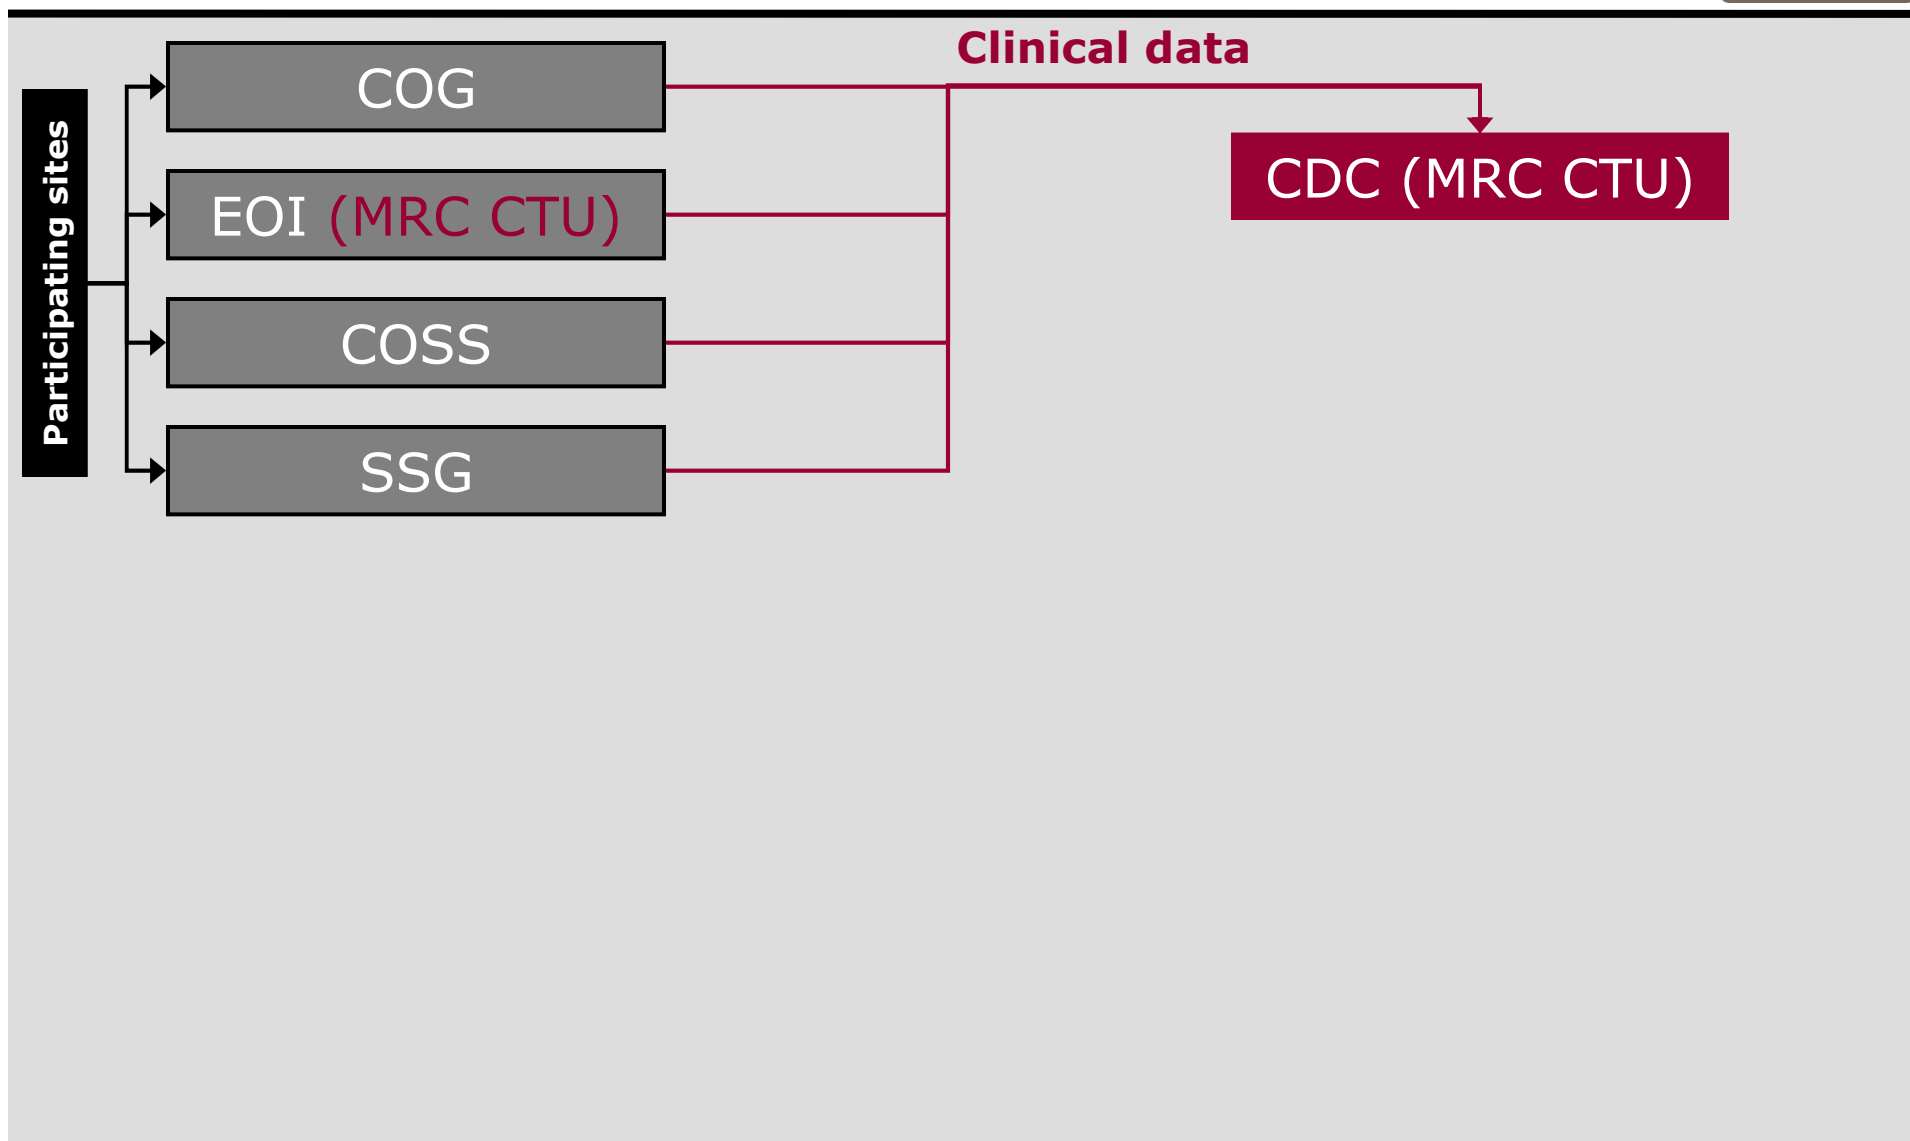 Clinical data
Participating sites
COG
EOI (MRC CTU)
COSS
SSG
CDC (MRC CTU)